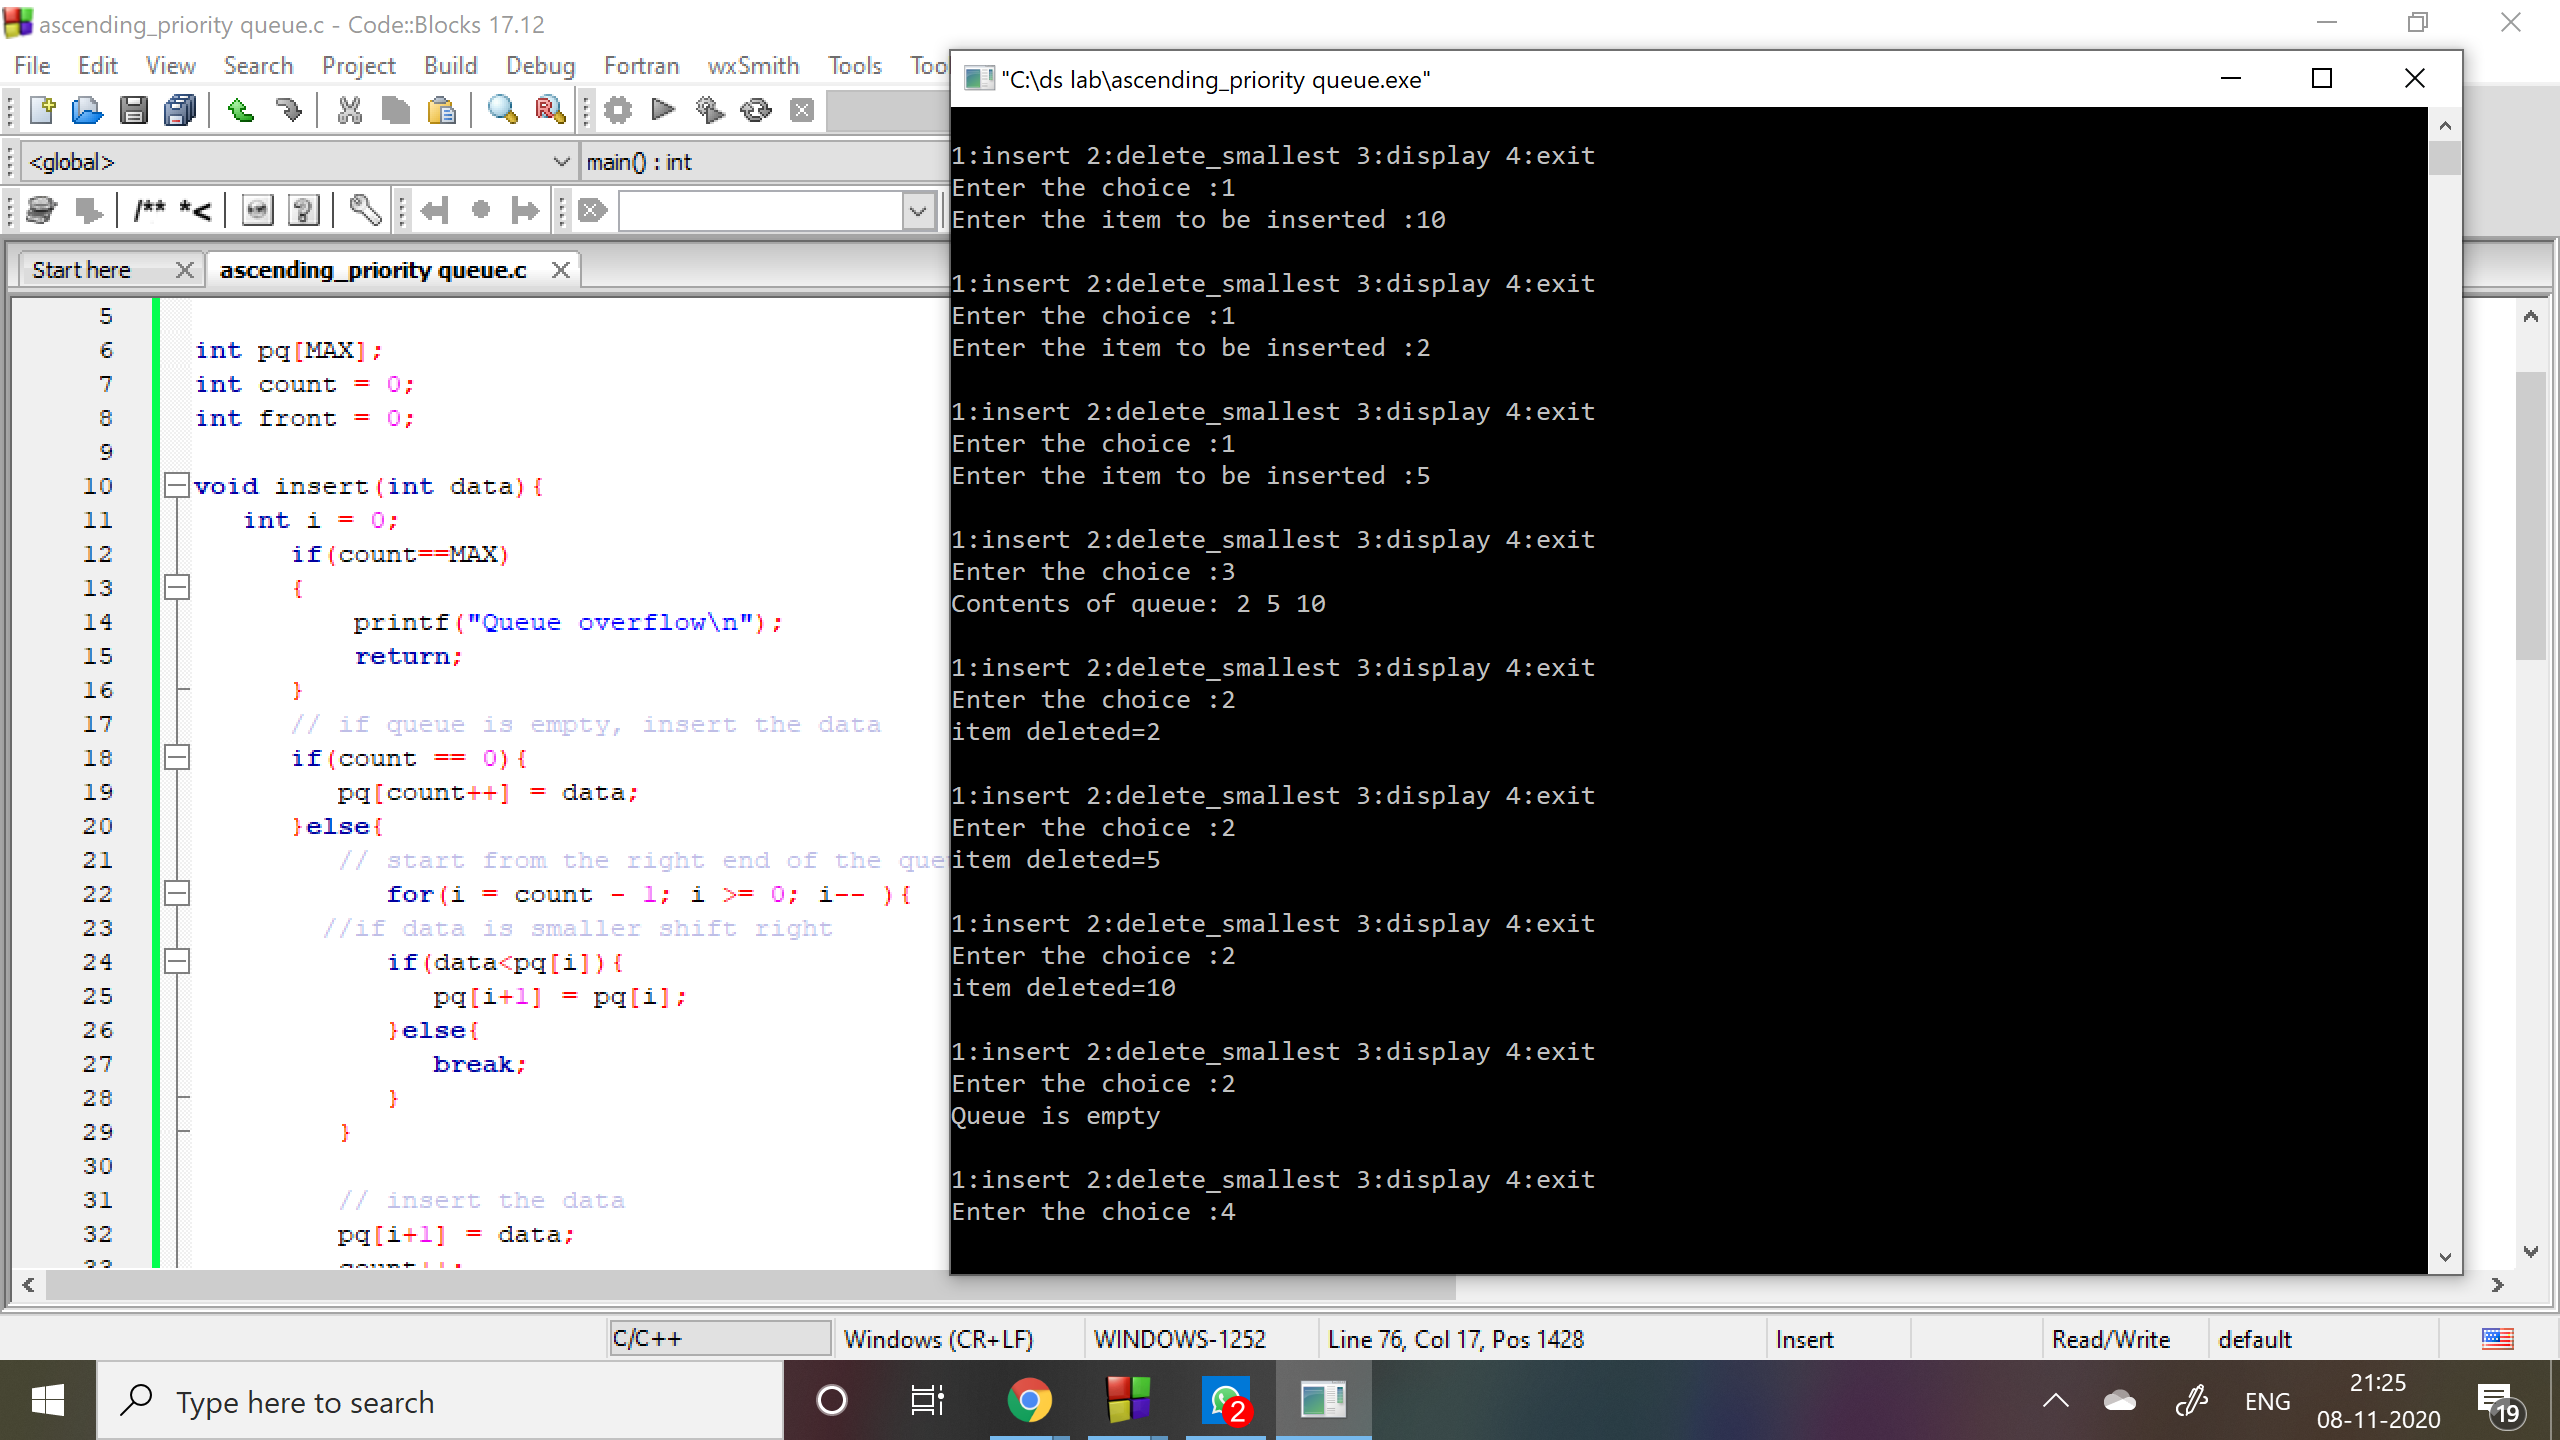 ascending_priority queue.c - Code::Blocks 17.12
File Edit View Search Project Build Debug Fortran wxSmith Tools
<global> main() : int
/** *<
Start here ascending_priority queue.c
5
6 int pq[MAX];
7 int count = 0;
8 int front = 0;
9
10 void insert(int data){
11 int i = 0;
12 if(count==MAX)
13 {
14 printf("Queue overflow\n");
15 return;
16 }
17 // if queue is empty, insert the data
18 if(count == 0){
19 pq[count++] = data;
20 }else{
21 // start from the right end of the
22 for(i = count - 1; i >= 0; i-- ){
23 //if data is smaller shift right
24 if(data<pq[i]){
25 pq[i+1] = pq[i];
26 }else{
27 break;
28 }
29 }
30
31 // insert the data
32 pq[i+1] = data;
"C:\ds lab\ascending_priority queue.exe"
1:insert 2:delete_smallest 3:display 4:exit
Enter the choice :1
Enter the item to be inserted :10
1:insert 2:delete_smallest 3:display 4:exit
Enter the choice :1
Enter the item to be inserted :2
1:insert 2:delete_smallest 3:display 4:exit
Enter the choice :1
Enter the item to be inserted :5
1:insert 2:delete_smallest 3:display 4:exit
Enter the choice :3
Contents of queue: 2 5 10
1:insert 2:delete_smallest 3:display 4:exit
Enter the choice :2
item deleted=2
1:insert 2:delete_smallest 3:display 4:exit
Enter the choice :2
item deleted=5
1:insert 2:delete_smallest 3:display 4:exit
Enter the choice :2
item deleted=10
1:insert 2:delete_smallest 3:display 4:exit
Enter the choice :2
Queue is empty
1:insert 2:delete_smallest 3:display 4:exit
Enter the choice :4
C/C++ Windows (CR+LF) WINDOWS-1252 Line 76, Col 17, Pos 1428 Insert Read/Write default
Type here to search 2 ENG 21:25
08-11-2020 19